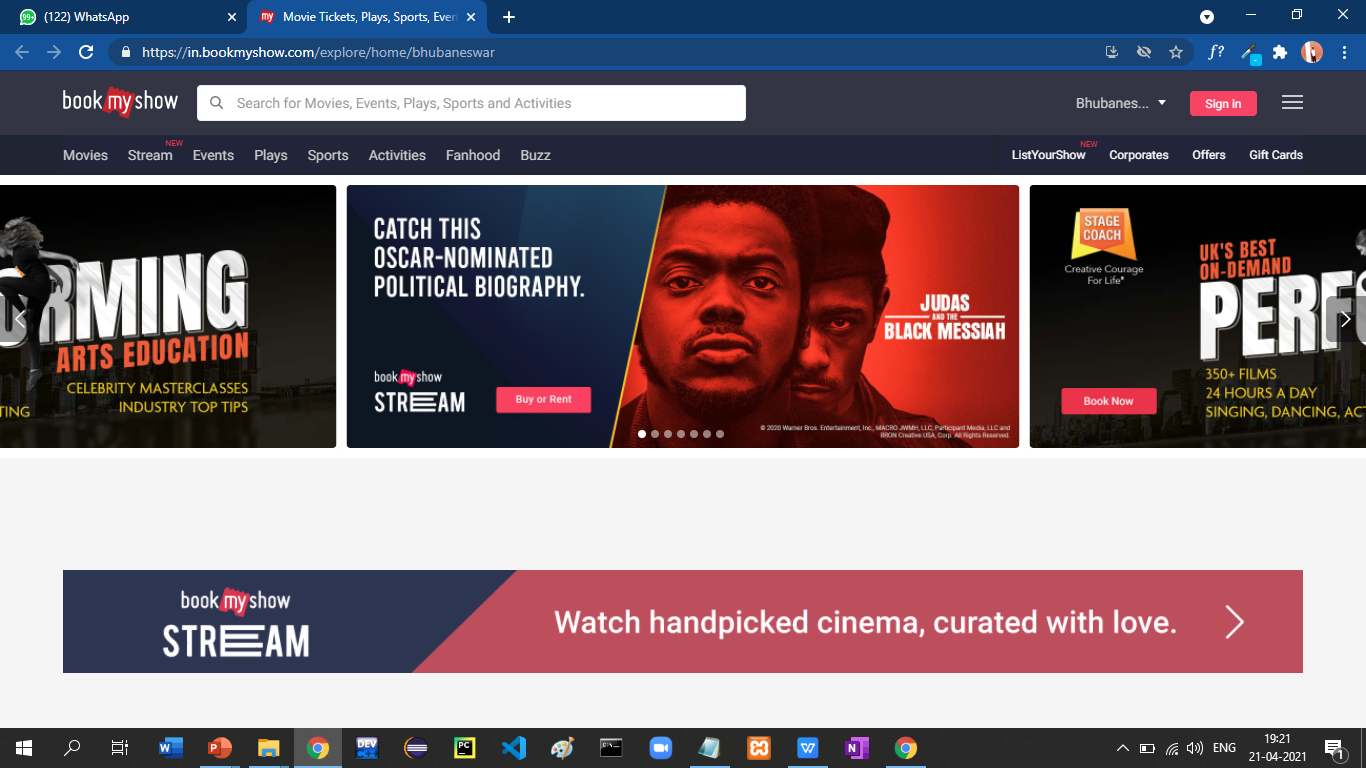 99+
(122) WhatsApp
my
Movie Tickets, Plays, Sports, Even
https://in.bookmyshow.com/explore/home/bhubaneswar
f?
book my show
Search for Movies, Events, Plays, Sports and Activities
Bhubanes...
Sign in
Movies
Stream
NEW
Events
Plays
Sports
Activities
Fanhood
Buzz
ListYourShow
NEW
Corporates
Offers
Gift Cards
ORMING
ARTS EDUCATION
CELEBRITY MASTERCLASSES
TING
INDUSTRY TOP TIPS
CATCH THIS
OSCAR-NOMINATED
POLITICAL BIOGRAPHY.
book my show
STREAM
Buy or Rent
JUDAS
AND THE
BLACK MESSIAH
© 2020 Warner Bros. Entertainment, Inc., MACRO JWMH, LLC, Participant Media, LLC and
BRON Creative USA, Corp. All Rights Reserved.
STAGE
COACH
Creative Courage
For Life*
UK'S BEST
ON-DEMAND
PERF
350+ FILMS
24 HOURS A DAY
SINGING, DANCING, ACT
Book Now
book my show
STREAM
Watch handpicked cinema, curated with love.
W
P
DEV
C++
PC
W
N
ENG
19:21
21-04-2021
1